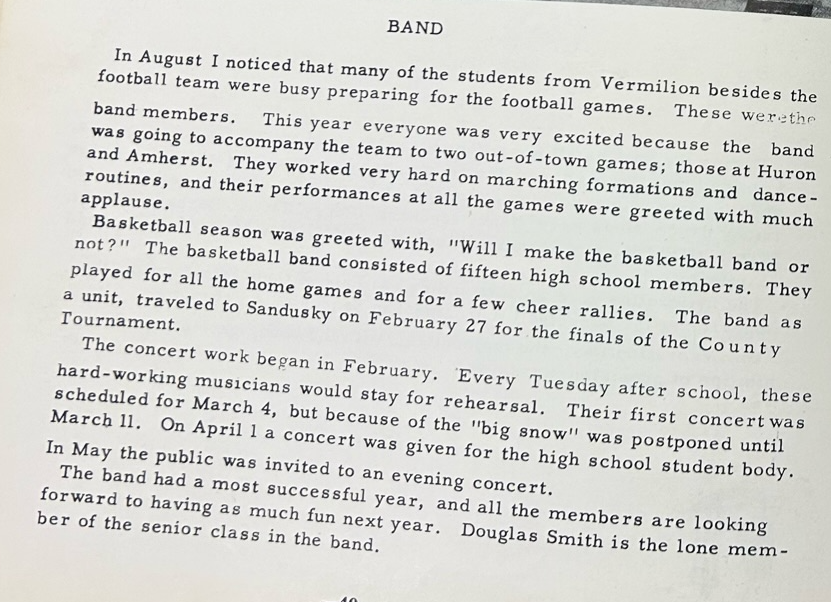 BAND
In August I noticed that many of the students from Vermilion besides the
football team were busy preparing for the football games. These were the
band members. This year everyone was very excited because the band
was going to accompany the team to two out-of-town games; those at Huron
and Amherst. They worked very hard on marching formations and dance-
routines, and their performances at all the games were greeted with much
applause.
Basketball season was greeted with, "Will I make the basketball band or
not?" The basketball band consisted of fifteen high school members. They
played for all the home games and for a few cheer rallies. The band as
a unit, traveled to Sandusky on February 27 for the finals of the County
Tournament.
The concert work began in February. Every Tuesday after school, these
hard-working musicians would stay for rehearsal. Their first concert was
scheduled for March 4, but because of the "big snow" was postponed until
March 11. On April 1 a concert was given for the high school student body.
In May the public was invited to an evening concert.
The band had a most successful year, and all the members are looking
forward to having as much fun next year. Douglas Smith is the lone mem-
ber of the senior class in the band.